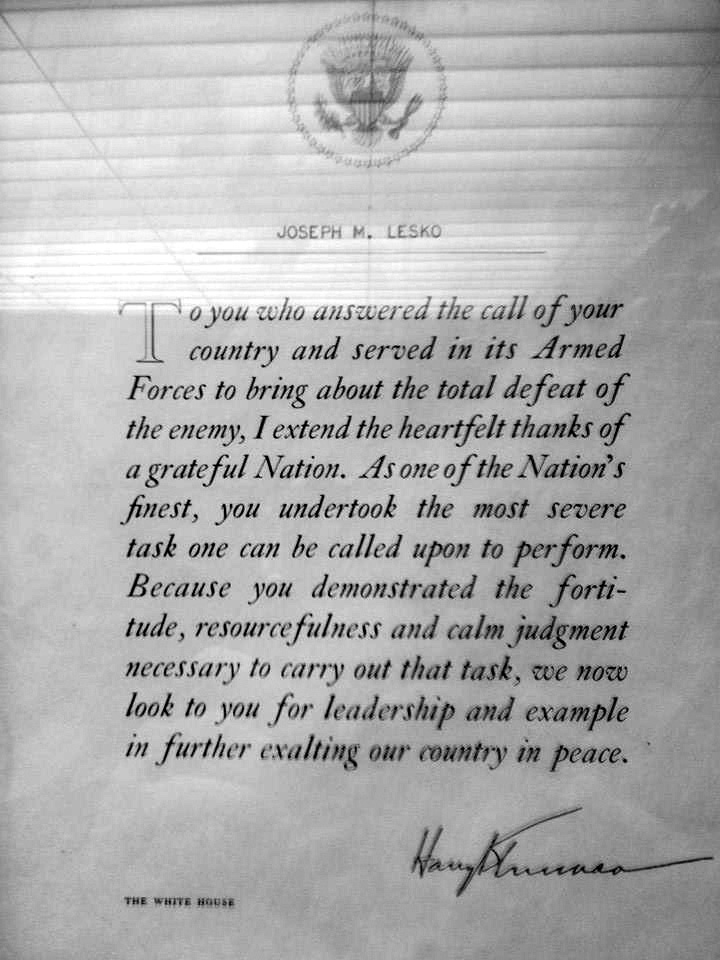 JOSEPH M. LESKO
To you who answered the call of your
country and served in its Armed
Forces to bring about the total defeat of
the enemy, I extend the heartfelt thanks of
a grateful Nation. As one of the Nation's
finest, you undertook the most severe
task one can be called upon to perform.
Because you demonstrated the forti-
tude, resourcefulness and calm judgment
necessary to carry out that task, we now
look to you for leadership and example
in further exalting our country in peace.
Harry Truman
THE WHITE HOUSE